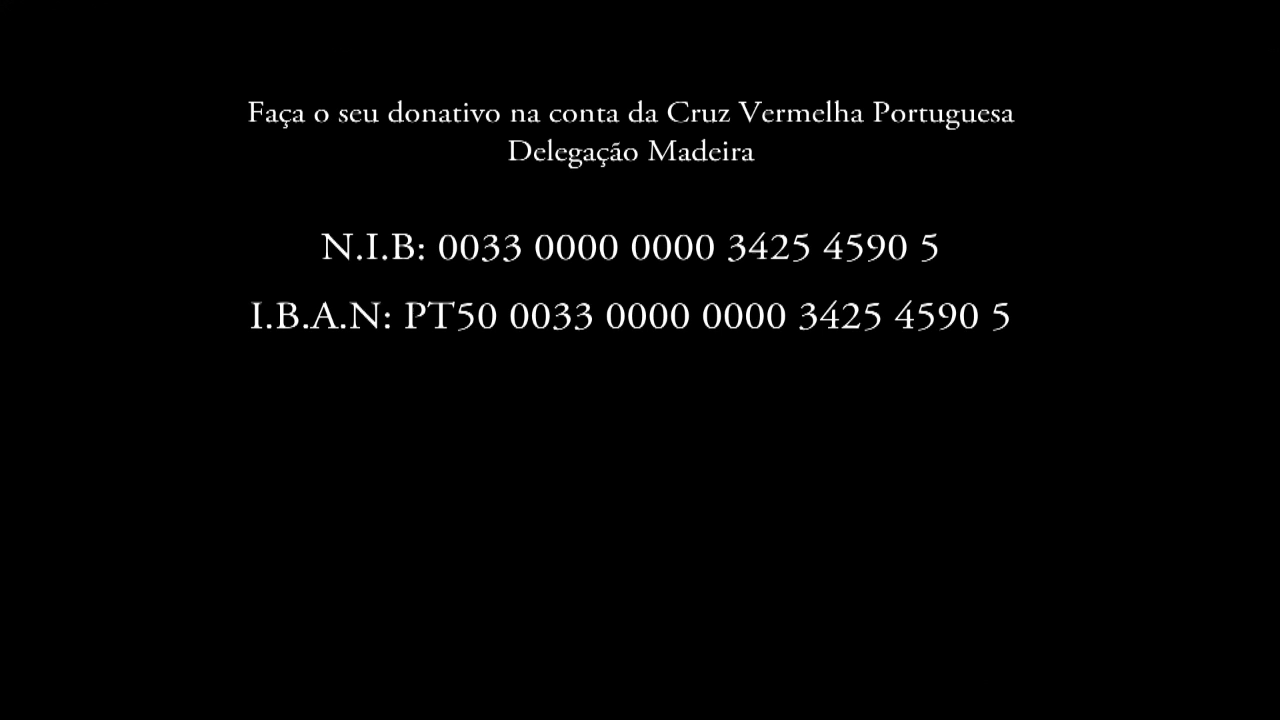 Faça o seu donativo na conta da Cruz Vermelha Portuguesa
Delegação Madeira
N.I.B: 0033 0000 0000 3425 4590 5
I.B.A.N: PT50 0033 0000 0000 3425 4590 5